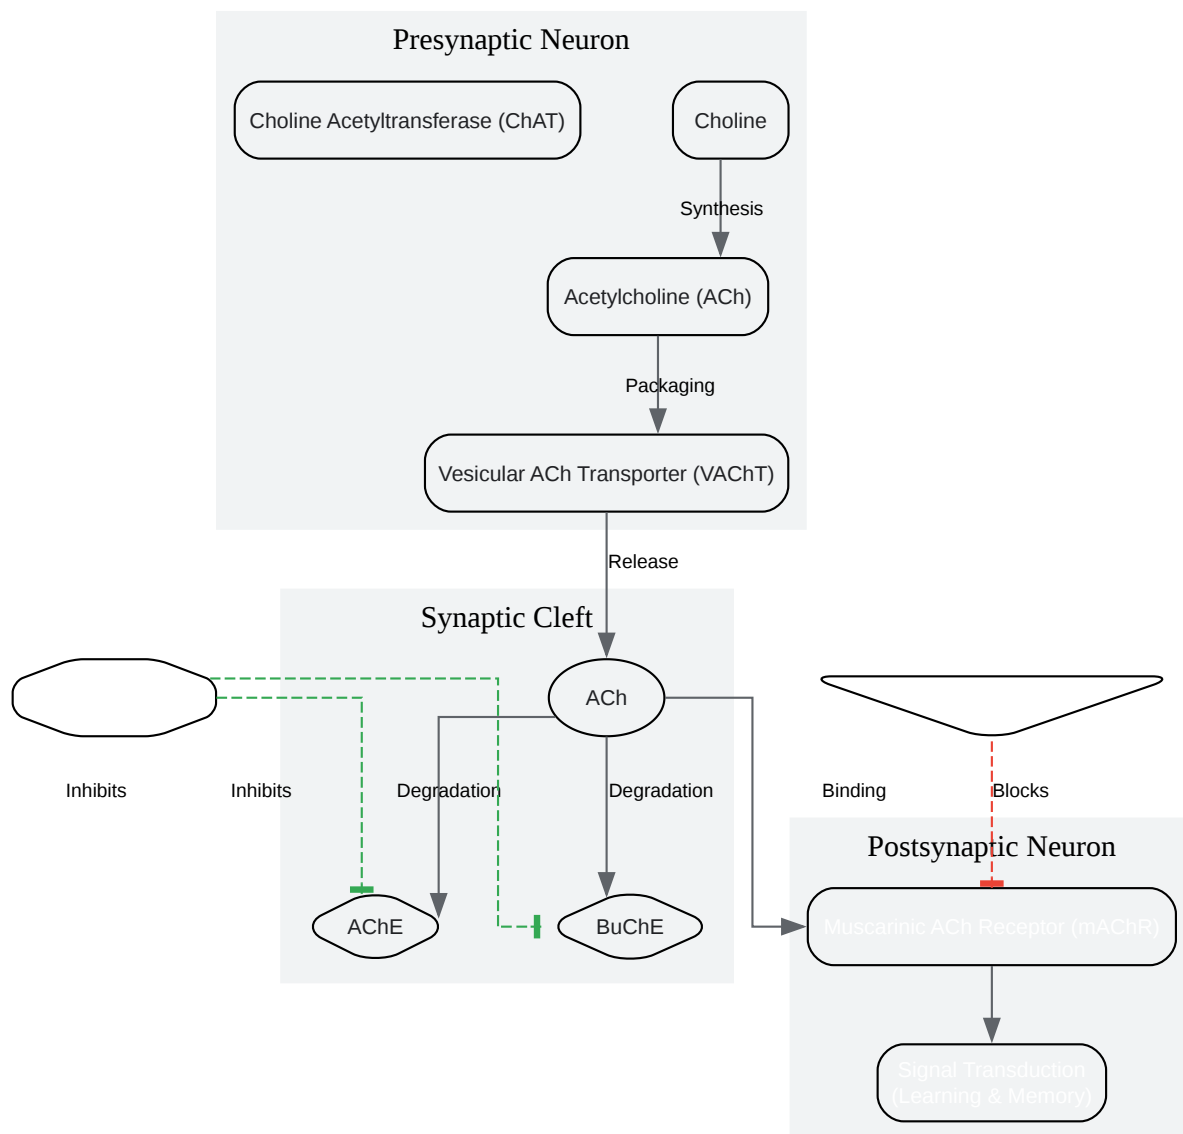 Presynaptic Neuron
Choline Acetyltransferase (ChAT)
Choline
Synthesis
Acetylcholine (ACh)
Packaging
Vesicular ACh Transporter (VAChT)
Release
Synaptic Cleft
ACh
Inhibits
Inhibits
Degradation
Degradation
Binding
Blocks
Postsynaptic Neuron
AChE
BuChE
Muscarinic ACh Receptor (mAChR)
Signal Transduction
(Learning & Memory)